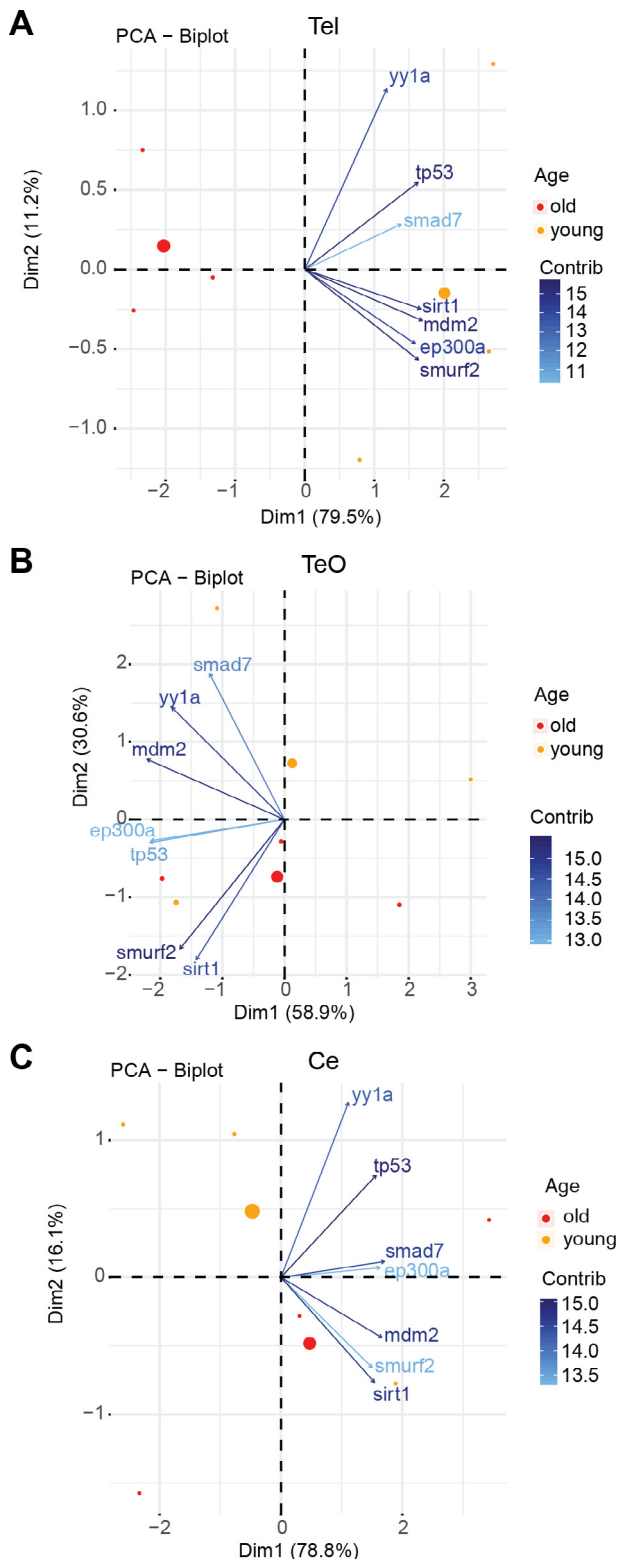 A
Tel
PCA − Biplot
yy1a
1.0
tp53
0.5
smad7
Dim2 (11.2%)
0.0
sirt1
mdm2
ep300a
−0.5
smurf2
−1.0
−2 −1 0 1 2
Dim1 (79.5%)
Age
old
young
Contrib
15
14
13
12
11
B
TeO
PCA − Biplot
smad7
2
yy1a
mdm2
1
Dim2 (30.6%)
0
ep300a
tp53
−1
smurf2
sirt1
−2
−2 −1 0 1 2 3
Dim1 (58.9%)
Age
old
young
Contrib
15.0
14.5
14.0
13.5
13.0
C
Ce
PCA − Biplot
yy1a
1
tp53
smad7
ep300a
Dim2 (16.1%)
0
mdm2
smurf2
sirt1
−1
−2 0 2
Dim1 (78.8%)
Age
old
young
Contrib
15.0
14.5
14.0
13.5